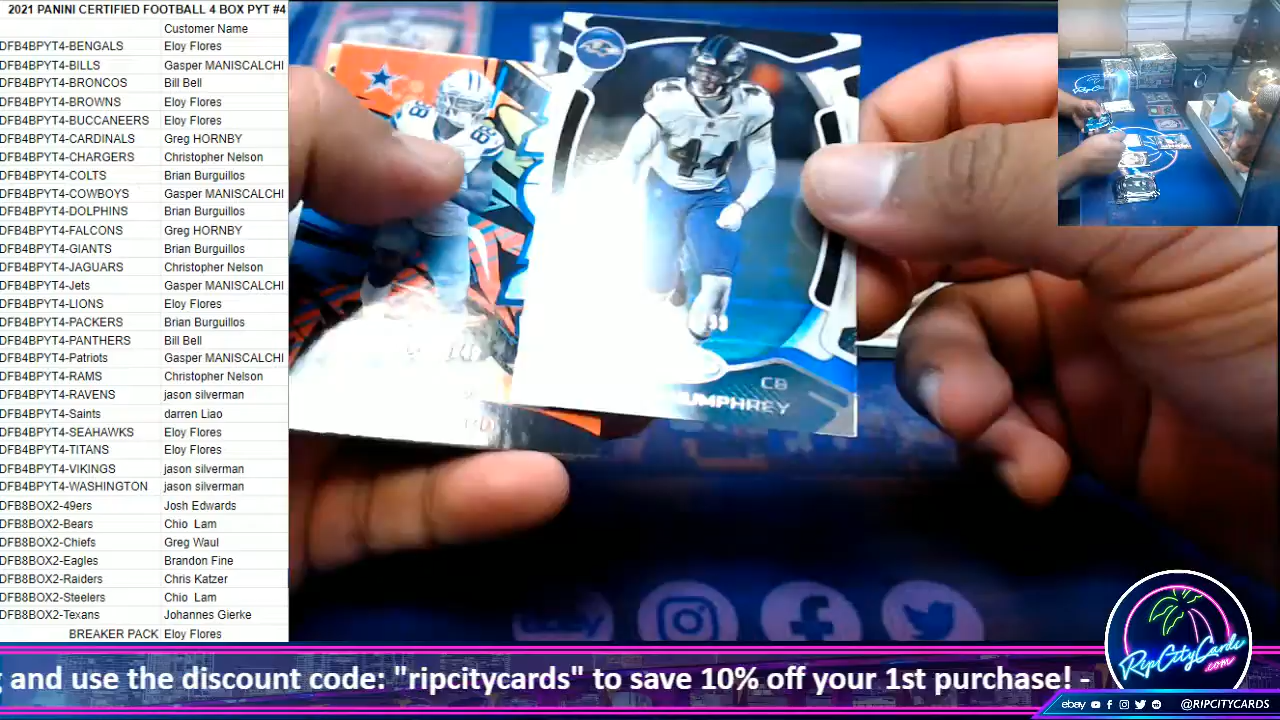 2021 PANINI CERTIFIED FOOTBALL 4 BOX PYT #4
Customer Name
DFB4BPYT4-BENGALS Eloy Flores
DFB4BPYT4-BILLS Gasper MANISCALCHI
DFB4BPYT4-BRONCOS Bill Bell
DFB4BPYT4-BROWNS Eloy Flores
DFB4BPYT4-BUCCANEERS Eloy Flores
DFB4BPYT4-CARDINALS Greg HORNBY
DFB4BPYT4-CHARGERS Christopher Nelson
DFB4BPYT4-COLTS Brian Burguillos
DFB4BPYT4-COWBOYS Gasper MANISCALCHI
DFB4BPYT4-DOLPHINS Brian Burguillos
DFB4BPYT4-FALCONS Greg HORNBY
DFB4BPYT4-GIANTS Brian Burguillos
DFB4BPYT4-JAGUARS Christopher Nelson
DFB4BPYT4-Jets Gasper MANISCALCHI
DFB4BPYT4-LIONS Eloy Flores
DFB4BPYT4-PACKERS Brian Burguillos
DFB4BPYT4-PANTHERS Bill Bell
DFB4BPYT4-Patriots Gasper MANISCALCHI
DFB4BPYT4-RAMS Christopher Nelson
DFB4BPYT4-RAVENS jason silverman
DFB4BPYT4-Saints darren Liao
DFB4BPYT4-SEAHAWKS Eloy Flores
DFB4BPYT4-TITANS Eloy Flores
DFB4BPYT4-VIKINGS jason silverman
DFB4BPYT4-WASHINGTON jason silverman
DFB8BOX2-49ers Josh Edwards
DFB8BOX2-Bears Chio Lam
DFB8BOX2-Chiefs Greg Waul
DFB8BOX2-Eagles Brandon Fine
DFB8BOX2-Raiders Chris Katzer
DFB8BOX2-Steelers Chio Lam
DFB8BOX2-Texans Johannes Gierke
BREAKER PACK Eloy Flores
88
44
CB
HUMPHREY
ebay
RipCityCards
.com
and use the discount code: "ripcitycards" to save 10% off your 1st purchase! -
ebay @RIPCITYCARDS